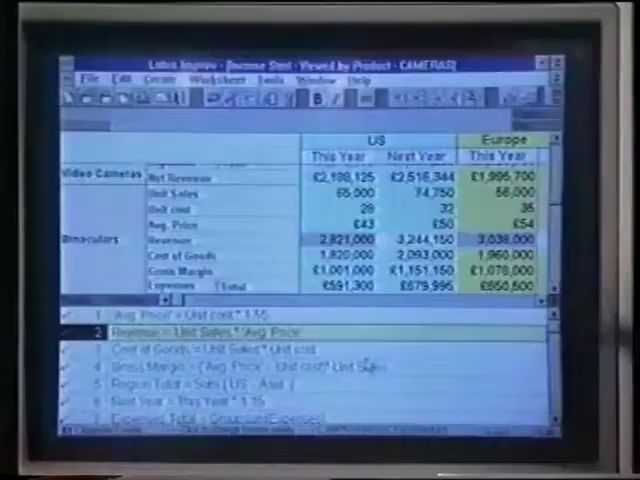 Lotus Improv - [Income Stmt - Viewed by Product - CAMERAS]
File Edit Create Worksheet Tools Window Help
B I
US Europe
This Year Next Year This Year
Video Cameras Net Revenue £2,198,125 £2,516,344 £1,995,700
Unit Sales 65,000 74,750 56,000
Unit cost 28 32 35
Avg. Price £43 £50 £54
Binoculars Revenue 2,821,000 3,244,150 3,038,000
Cost of Goods 1,820,000 2,093,000 1,960,000
Gross Margin £1,001,000 £1,151,150 £1,078,000
Expenses Total £591,300 £679,995 £650,500
1 'Avg. Price' = Unit cost * 1.55
2 Revenue = Unit Sales * 'Avg. Price'
3 Cost of Goods = Unit Sales * Unit cost
4 Gross Margin = ('Avg. Price' - Unit cost) * Unit Sales
5 Region Total = Sum ( US .. Asia )
6 Next Year = This Year * 1.15
7 Expenses.Total = Groupsum(Expenses)